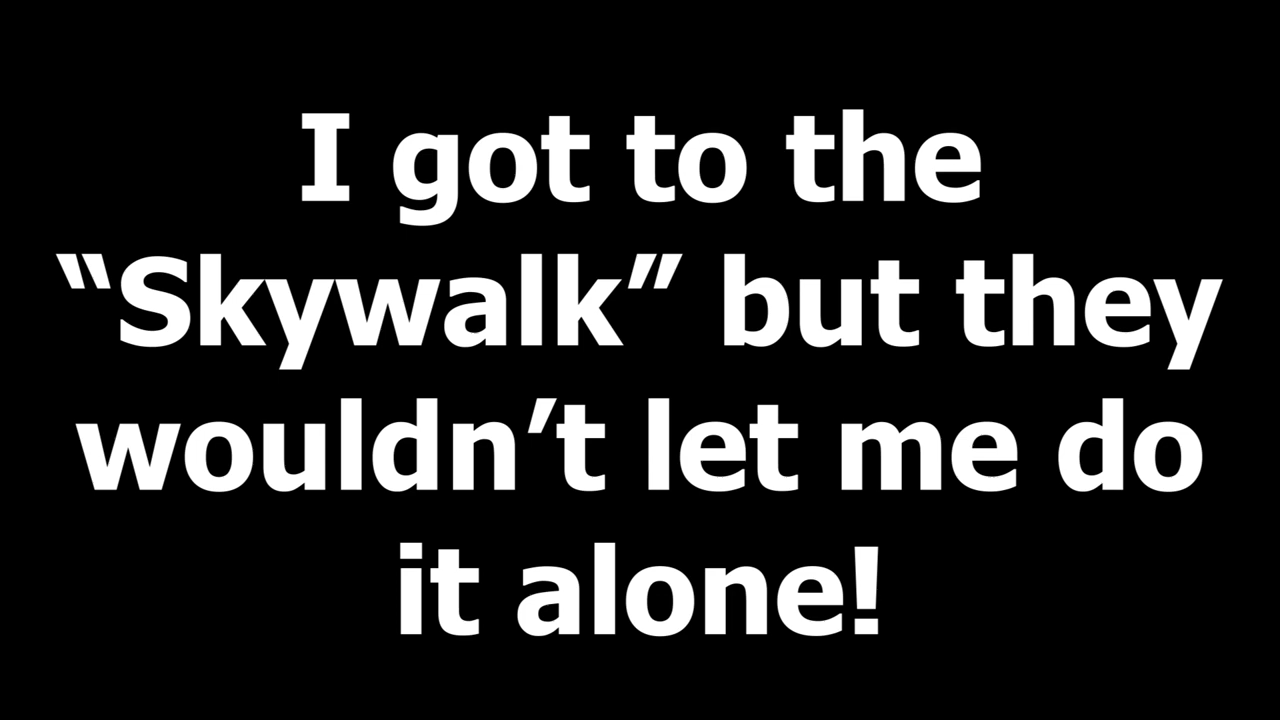 I got to the
“Skywalk” but they
wouldn’t let me do
it alone!